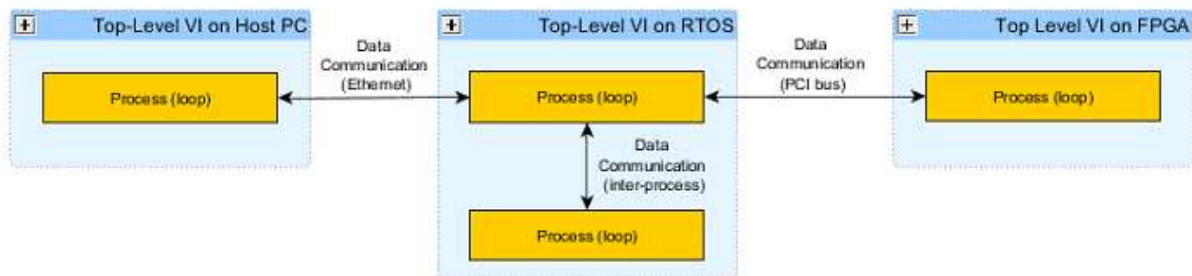 Top-Level VI on Host PC
Top-Level VI on RTOS
Top Level VI on FPGA
Data
Communication
(Ethernet)
Data
Communication
(PCI bus)
Process (loop)
Process (loop)
Process (loop)
Data
Communication
(inter-process)
Process (loop)